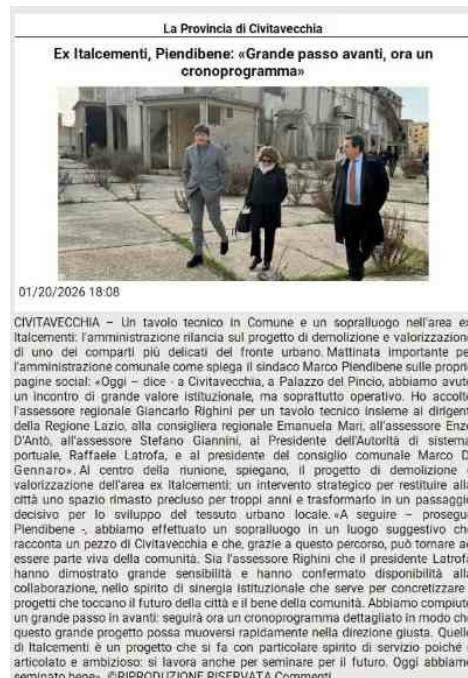 La Provincia di Civitavecchia
Ex Italcementi, Piendibene: «Grande passo avanti, ora un
cronoprogramma»
01/20/2026 18:08
CIVITAVECCHIA – Un tavolo tecnico in Comune e un sopralluogo nell'area ex
Italcementi: l'amministrazione rilancia sul progetto di demolizione e valorizzazione
di uno dei comparti più delicati del fronte urbano. Mattinata importante per
l'amministrazione comunale come spiega il sindaco Marco Piendibene sulle proprie
pagine social: «Oggi – dice - a Civitavecchia, a Palazzo del Pincio, abbiamo avuto
un incontro di grande valore istituzionale, ma soprattutto operativo. Ho accolto
l'assessore regionale Giancarlo Righini per un tavolo tecnico insieme ai dirigenti
della Regione Lazio, alla consigliera regionale Emanuela Mari, all'assessore Enzo
D'Antò, all'assessore Stefano Giannini, al Presidente dell'Autorità di sistema
portuale, Raffaele Latrofa, e al presidente del consiglio comunale Marco Di
Gennaro». Al centro della riunione, spiegano, il progetto di demolizione e
valorizzazione dell'area ex Italcementi: un intervento strategico per restituire alla
città uno spazio rimasto precluso per troppi anni e trasformarlo in un passaggio
decisivo per lo sviluppo del tessuto urbano locale. «A seguire – prosegue
Piendibene -, abbiamo effettuato un sopralluogo in un luogo suggestivo che
racconta un pezzo di Civitavecchia e che, grazie a questo percorso, può tornare ad
essere parte viva della comunità. Sia l'assessore Righini che il presidente Latrofa
hanno dimostrato grande sensibilità e hanno confermato disponibilità alla
collaborazione, nello spirito di sinergia istituzionale che serve per concretizzare i
progetti che toccano il futuro della città e il bene della comunità. Abbiamo compiuto
un grande passo in avanti: seguirà ora un cronoprogramma dettagliato in modo che
questo grande progetto possa muoversi rapidamente nella direzione giusta. Quello
di Italcementi è un progetto che si fa con particolare spirito di servizio poiché è
articolato e ambizioso: si lavora anche per seminare per il futuro. Oggi abbiamo
seminato bene». ©RIPRODUZIONE RISERVATA Commenti